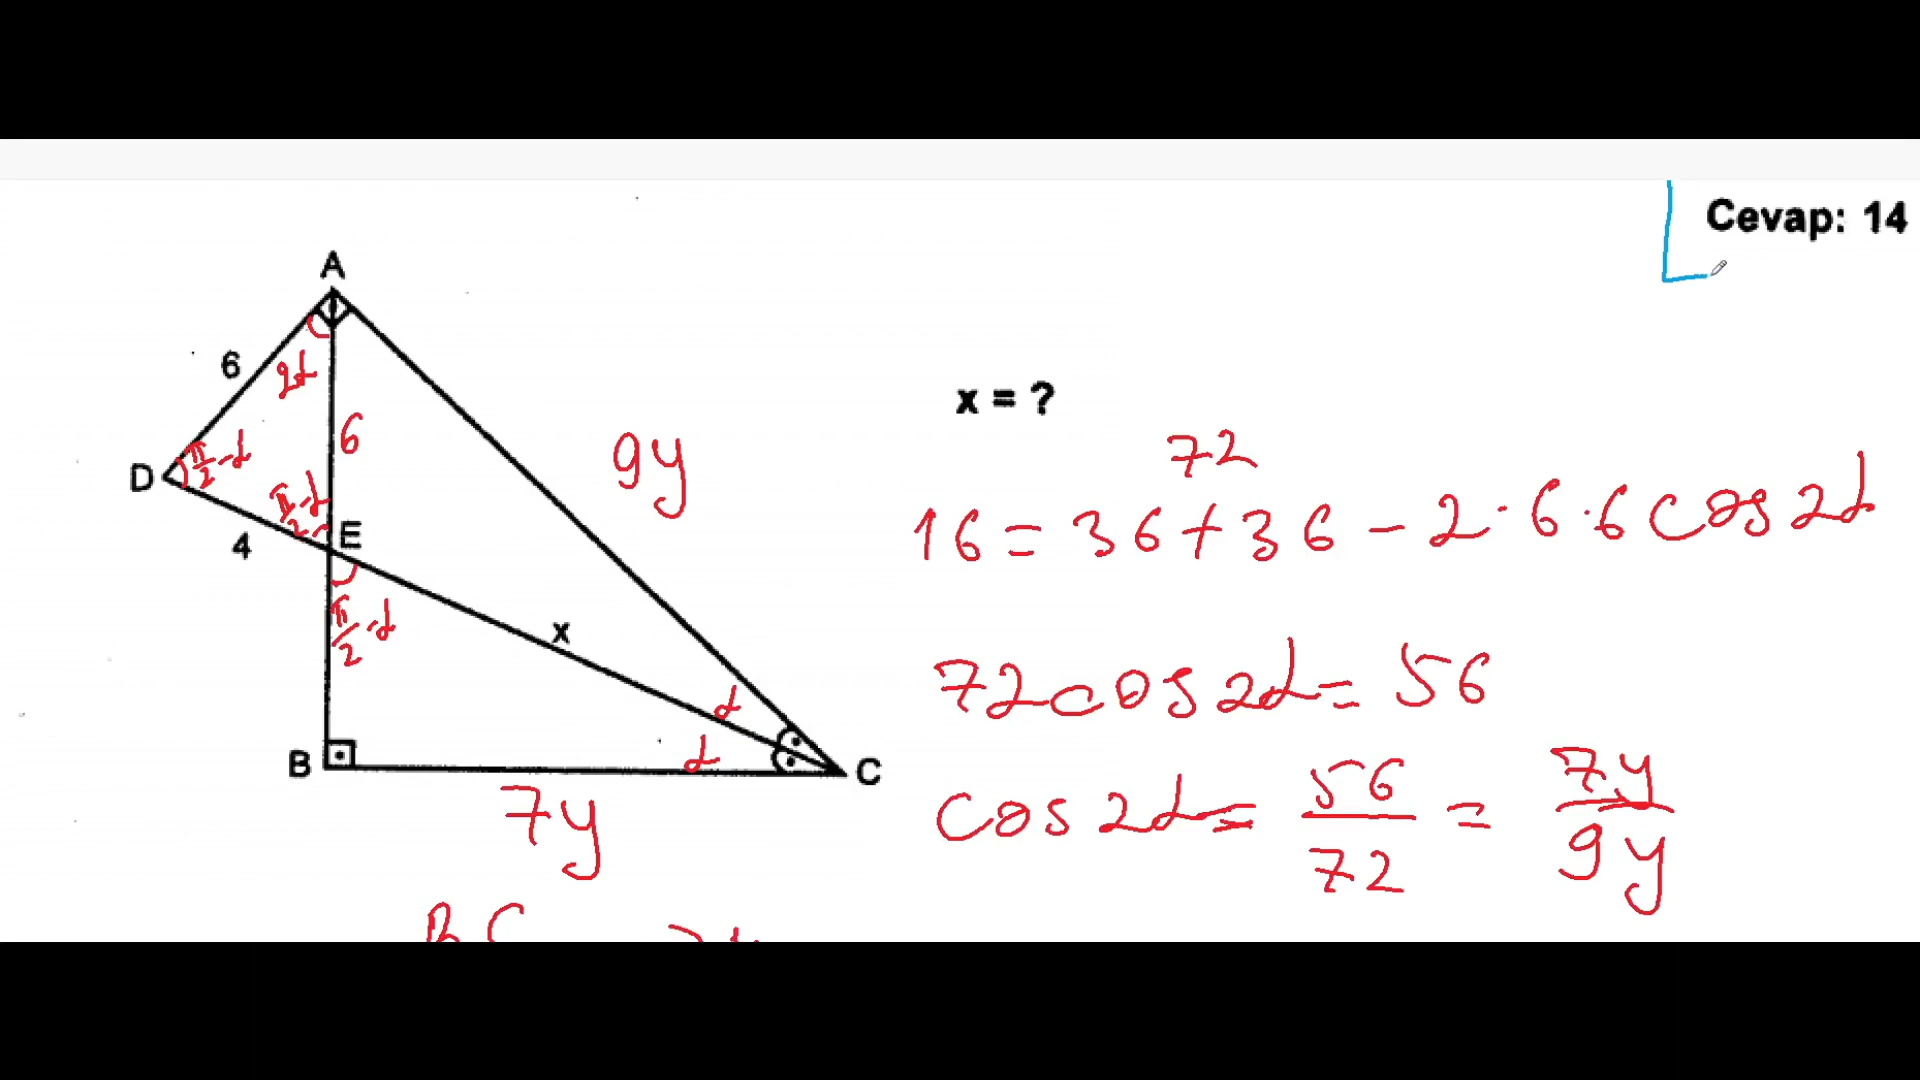 Cevap: 14
A
6
2α
6
9y
x = ?
72
16 = 36 + 36 - 2·6·6 cos 2α
D
π/2 - α
π/2 - α
E
4
π/2 - α
x
α
α
72 cos 2α = 56
B
C
7y
cos 2α = 56/72 = 7y/9y
BC